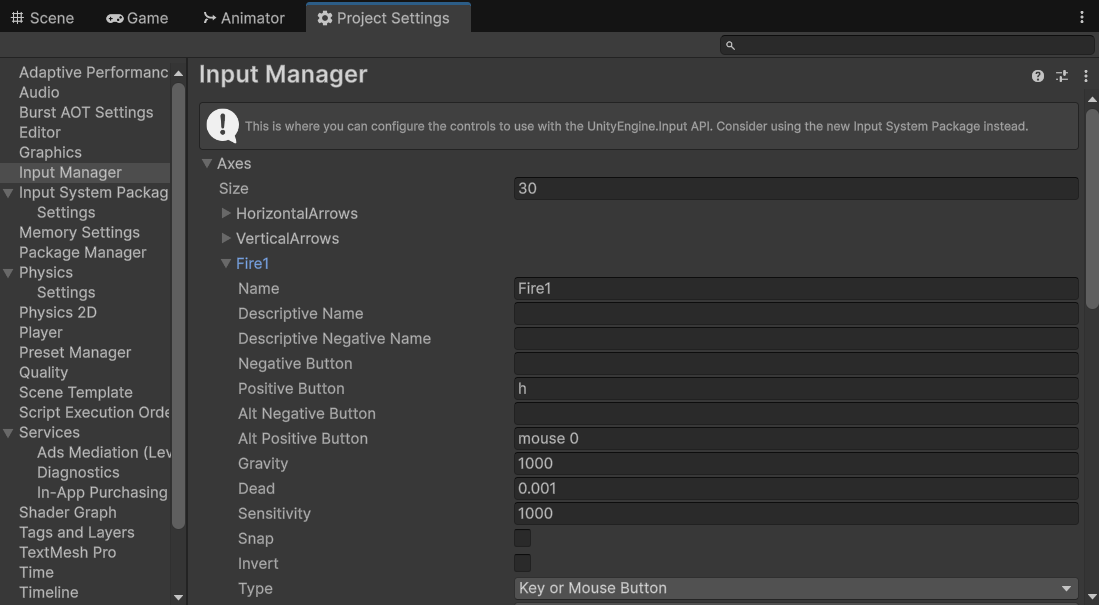 Scene Game Animator Project Settings
Adaptive Performanc
Audio
Burst AOT Settings
Editor
Graphics
Input Manager
Input System Packag
Settings
Memory Settings
Package Manager
Physics
Settings
Physics 2D
Player
Preset Manager
Quality
Scene Template
Script Execution Orde
Services
Ads Mediation (Lev
Diagnostics
In-App Purchasing
Shader Graph
Tags and Layers
TextMesh Pro
Time
Timeline
Input Manager
This is where you can configure the controls to use with the UnityEngine.Input API. Consider using the new Input System Package instead.
Axes
Size 30
HorizontalArrows
VerticalArrows
Fire1
Name Fire1
Descriptive Name
Descriptive Negative Name
Negative Button
Positive Button h
Alt Negative Button
Alt Positive Button mouse 0
Gravity 1000
Dead 0.001
Sensitivity 1000
Snap
Invert
Type Key or Mouse Button